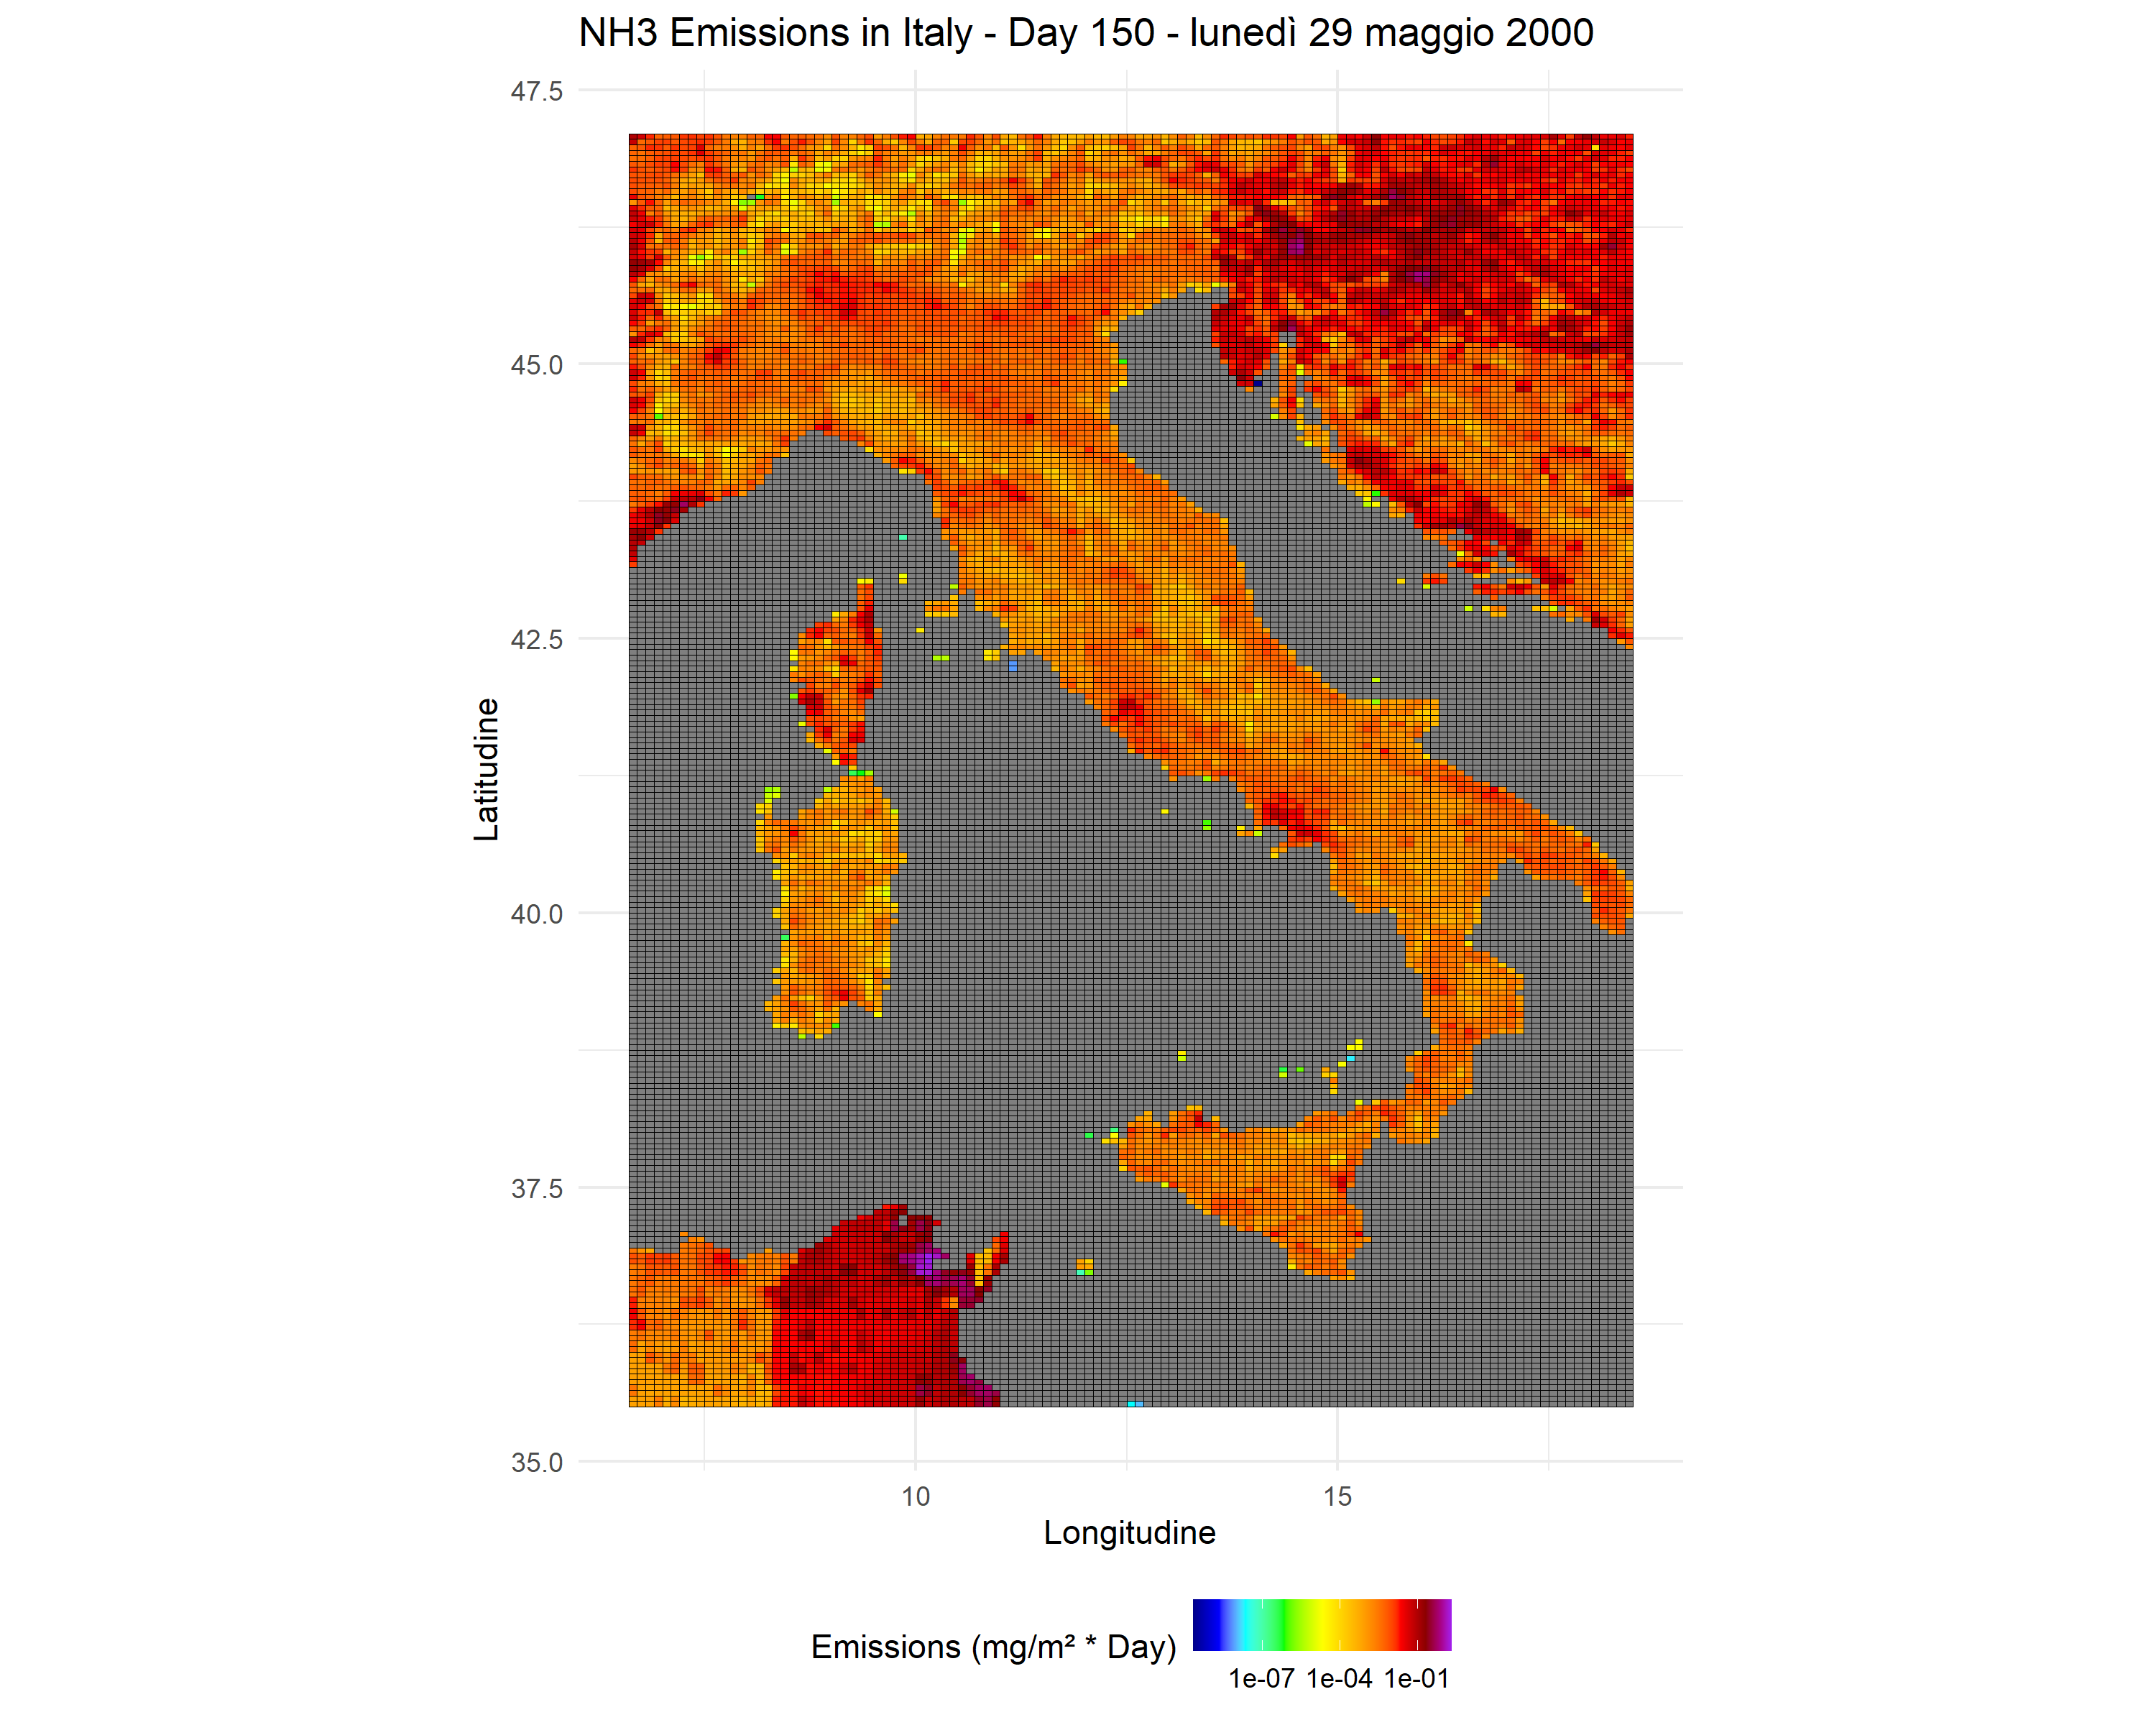 NH3 Emissions in Italy - Day 150 - lunedì 29 maggio 2000
47.5
45.0
42.5
40.0
37.5
35.0
Latitudine
10 15
Longitudine
Emissions (mg/m² * Day)
1e-07 1e-04 1e-01